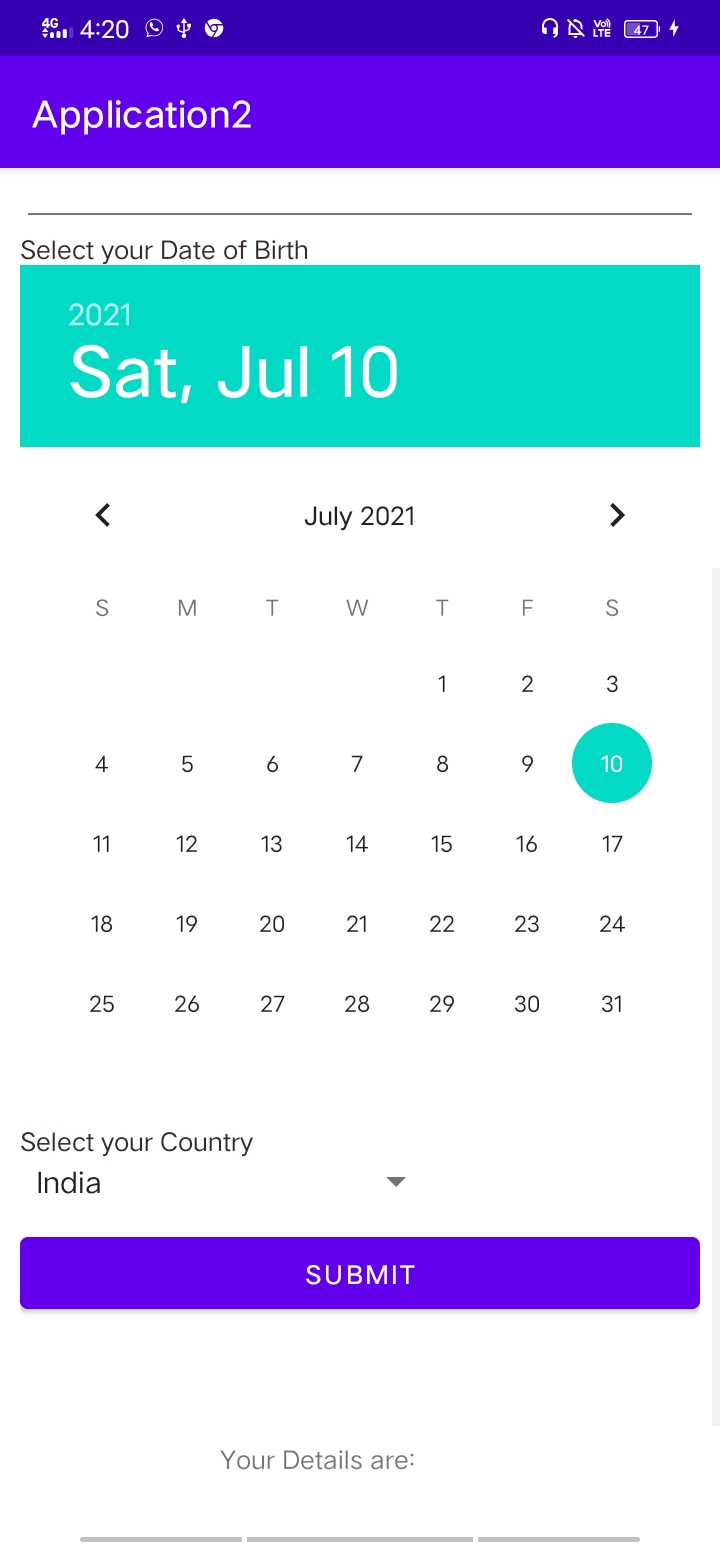 4G 4:20 Vo) LTE 47
Application2
Select your Date of Birth
2021
Sat, Jul 10
July 2021
S M T W T F S
1 2 3
4 5 6 7 8 9 10
11 12 13 14 15 16 17
18 19 20 21 22 23 24
25 26 27 28 29 30 31
Select your Country
India
SUBMIT
Your Details are: